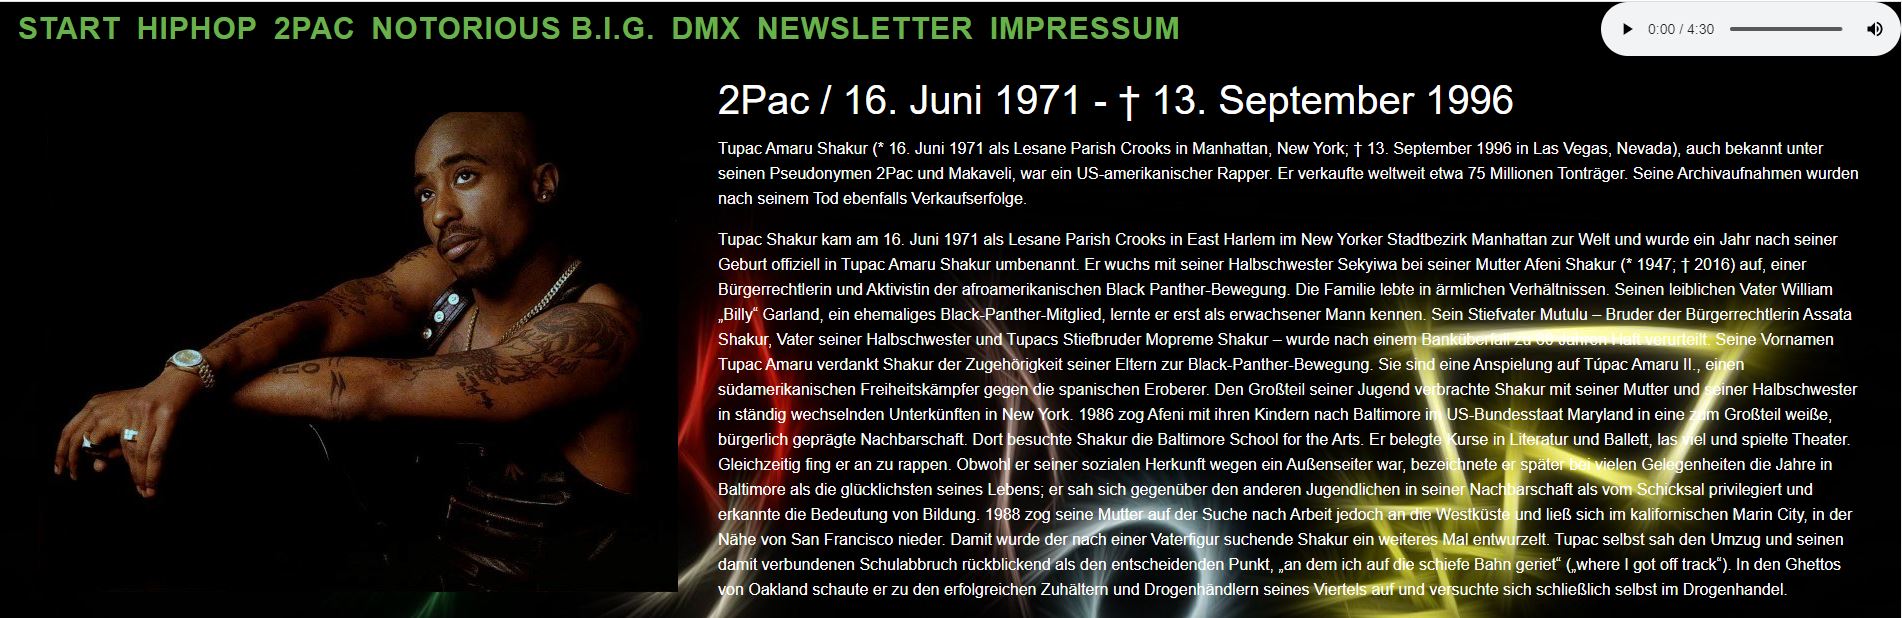 START HIPHOP 2PAC NOTORIOUS B.I.G. DMX NEWSLETTER IMPRESSUM
0:00 / 4:30
2Pac / 16. Juni 1971 - † 13. September 1996
Tupac Amaru Shakur (* 16. Juni 1971 als Lesane Parish Crooks in Manhattan, New York; † 13. September 1996 in Las Vegas, Nevada), auch bekannt unter
seinen Pseudonymen 2Pac und Makaveli, war ein US-amerikanischer Rapper. Er verkaufte weltweit etwa 75 Millionen Tonträger. Seine Archivaufnahmen wurden
nach seinem Tod ebenfalls Verkaufserfolge.
Tupac Shakur kam am 16. Juni 1971 als Lesane Parish Crooks in East Harlem im New Yorker Stadtbezirk Manhattan zur Welt und wurde ein Jahr nach seiner
Geburt offiziell in Tupac Amaru Shakur umbenannt. Er wuchs mit seiner Halbschwester Sekyiwa bei seiner Mutter Afeni Shakur (* 1947; † 2016) auf, einer
Bürgerrechtlerin und Aktivistin der afroamerikanischen Black Panther-Bewegung. Die Familie lebte in ärmlichen Verhältnissen. Seinen leiblichen Vater William
„Billy“ Garland, ein ehemaliges Black-Panther-Mitglied, lernte er erst als erwachsener Mann kennen. Sein Stiefvater Mutulu – Bruder der Bürgerrechtlerin Assata
Shakur, Vater seiner Halbschwester und Tupacs Stiefbruder Mopreme Shakur – wurde nach einem Banküberfall zu 60 Jahren Haft verurteilt. Seine Vornamen
Tupac Amaru verdankt Shakur der Zugehörigkeit seiner Eltern zur Black-Panther-Bewegung. Sie sind eine Anspielung auf Túpac Amaru II., einen
südamerikanischen Freiheitskämpfer gegen die spanischen Eroberer. Den Großteil seiner Jugend verbrachte Shakur mit seiner Mutter und seiner Halbschwester
in ständig wechselnden Unterkünften in New York. 1986 zog Afeni mit ihren Kindern nach Baltimore im US-Bundesstaat Maryland in eine zum Großteil weiße,
bürgerlich geprägte Nachbarschaft. Dort besuchte Shakur die Baltimore School for the Arts. Er belegte Kurse in Literatur und Ballett, las viel und spielte Theater.
Gleichzeitig fing er an zu rappen. Obwohl er seiner sozialen Herkunft wegen ein Außenseiter war, bezeichnete er später bei vielen Gelegenheiten die Jahre in
Baltimore als die glücklichsten seines Lebens; er sah sich gegenüber den anderen Jugendlichen in seiner Nachbarschaft als vom Schicksal privilegiert und
erkannte die Bedeutung von Bildung. 1988 zog seine Mutter auf der Suche nach Arbeit jedoch an die Westküste und ließ sich im kalifornischen Marin City, in der
Nähe von San Francisco nieder. Damit wurde der nach einer Vaterfigur suchende Shakur ein weiteres Mal entwurzelt. Tupac selbst sah den Umzug und seinen
damit verbundenen Schulabbruch rückblickend als den entscheidenden Punkt, „an dem ich auf die schiefe Bahn geriet“ („where I got off track“). In den Ghettos
von Oakland schaute er zu den erfolgreichen Zuhältern und Drogenhändlern seines Viertels auf und versuchte sich schließlich selbst im Drogenhandel.